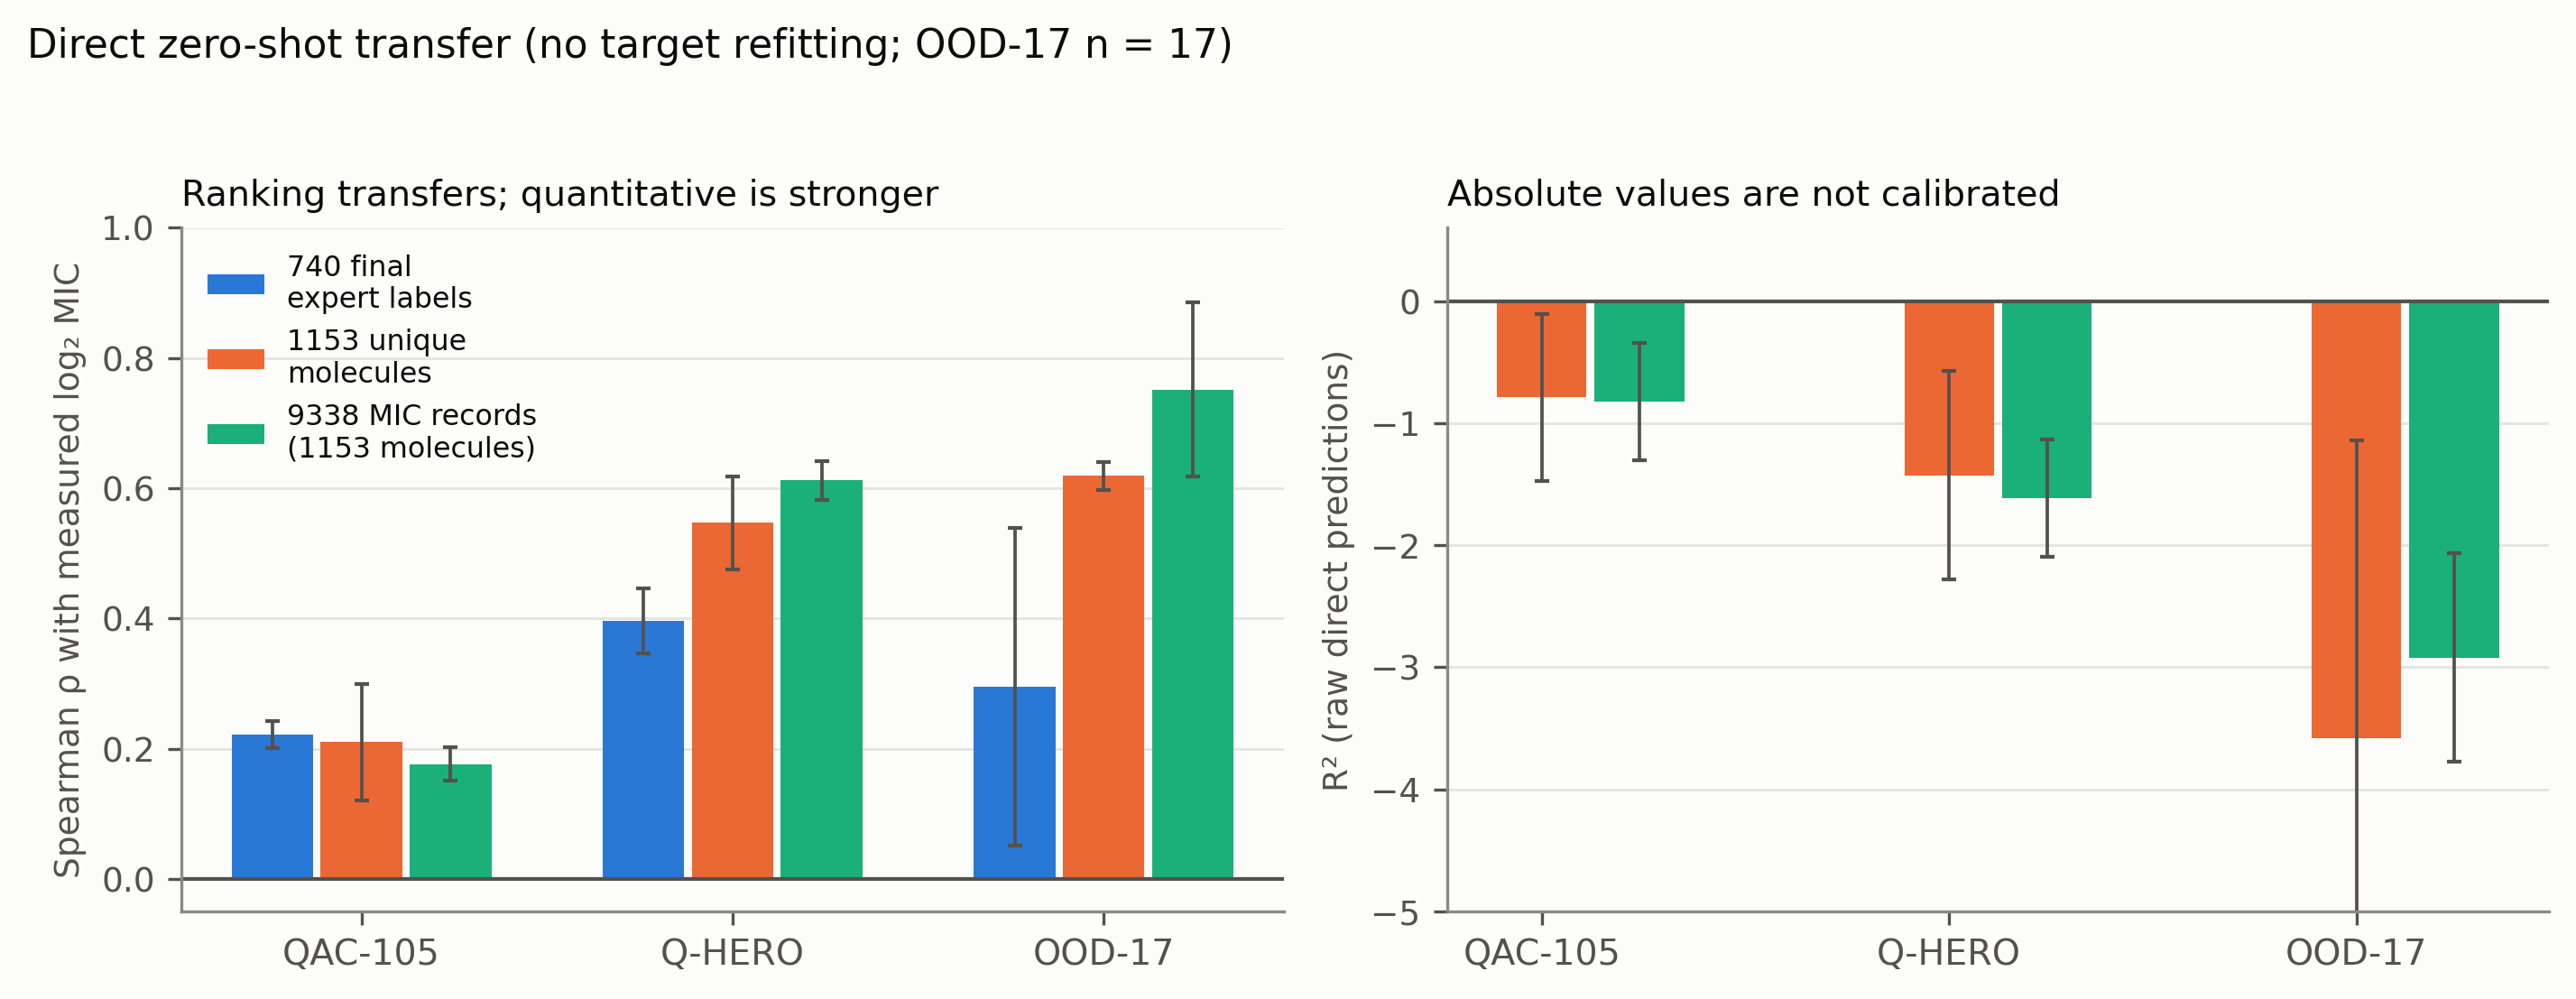 Direct zero-shot transfer (no target refitting; OOD-17 n = 17)
Ranking transfers; quantitative is stronger
Spearman ρ with measured log₂ MIC
1.0
0.8
0.6
0.4
0.2
0.0
740 final
expert labels
1153 unique
molecules
9338 MIC records
(1153 molecules)
QAC-105
Q-HERO
OOD-17
Absolute values are not calibrated
R² (raw direct predictions)
0
−1
−2
−3
−4
−5
QAC-105
Q-HERO
OOD-17